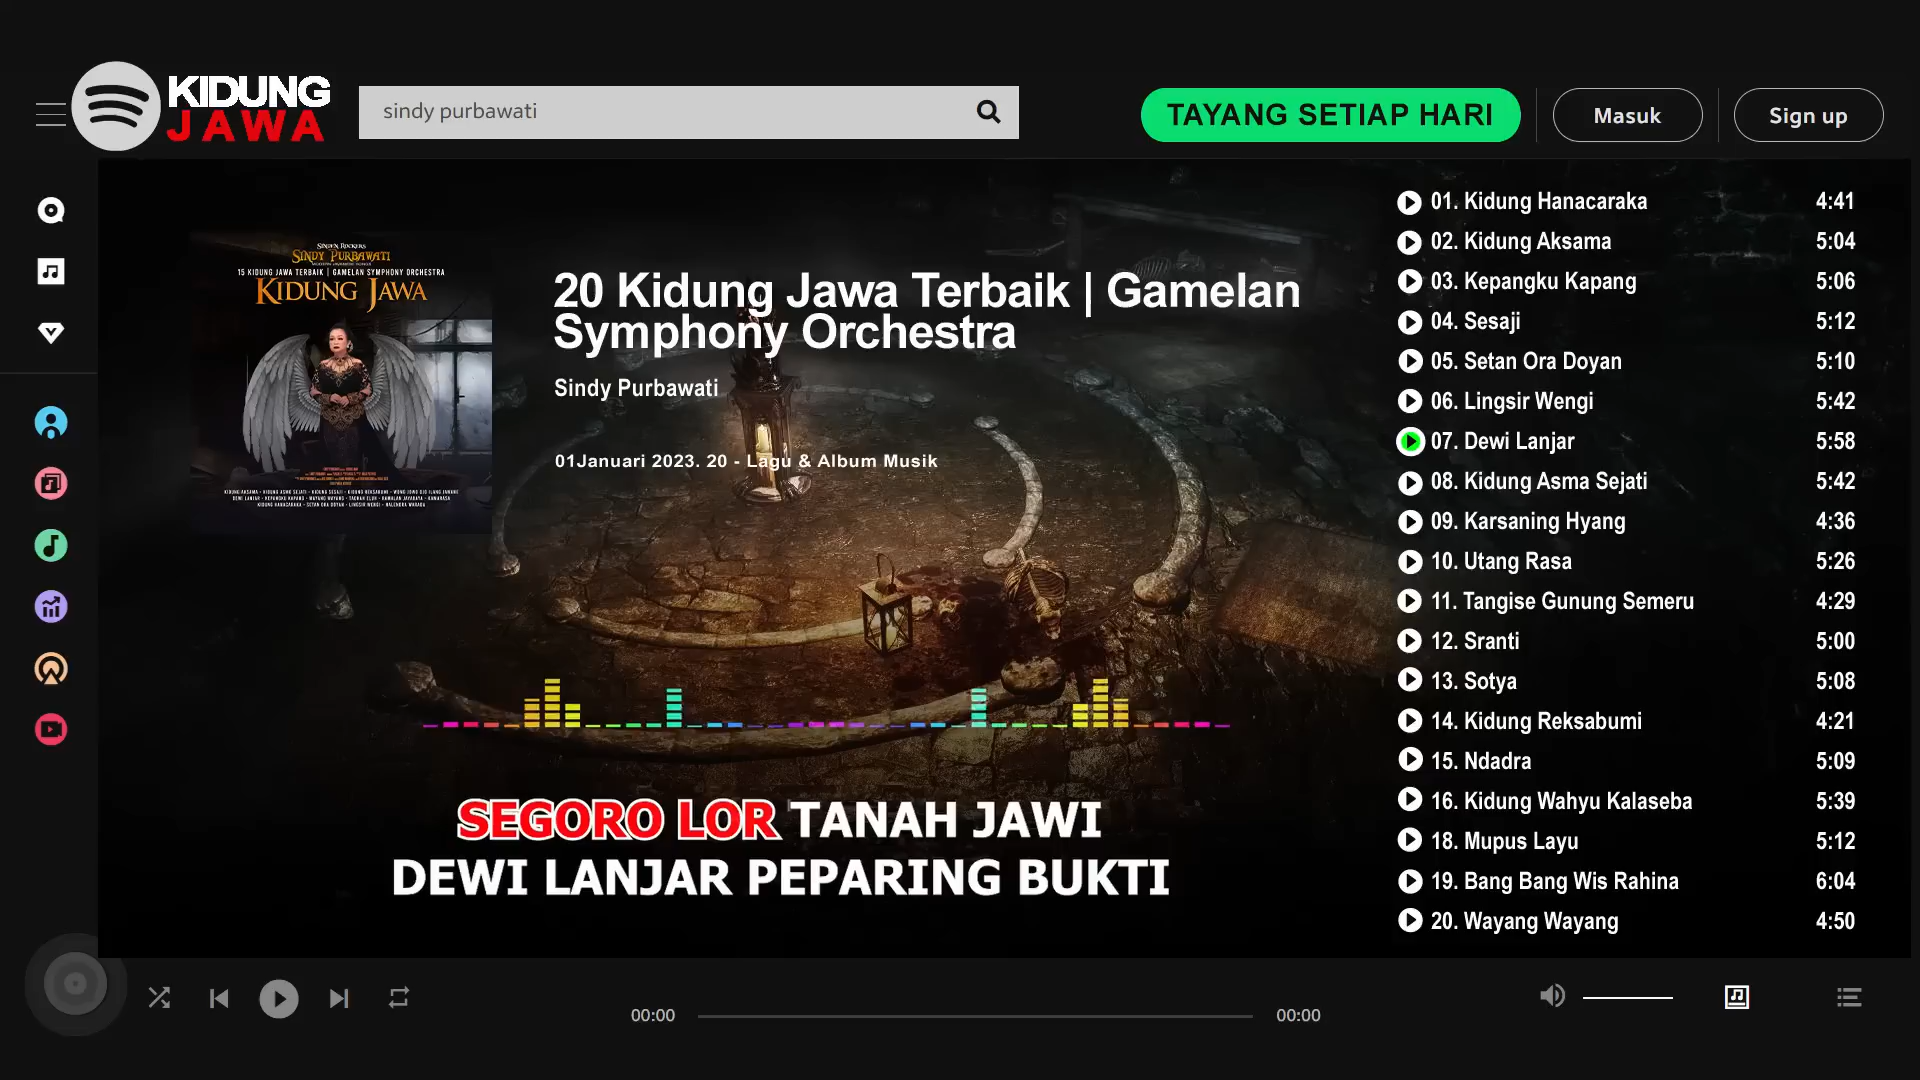 KIDUNG
JAWA
sindy purbawati
TAYANG SETIAP HARI
Masuk
Sign up
SINDEN ROCKERS
SINDY PURBAWATI
15 KIDUNG JAWA TERBAIK | GAMELAN SYMPHONY ORCHESTRA
KIDUNG JAWA
20 Kidung Jawa Terbaik | Gamelan
Symphony Orchestra
Sindy Purbawati
01Januari 2023. 20 - Lagu & Album Musik
01. Kidung Hanacaraka 4:41
02. Kidung Aksama 5:04
03. Kepangku Kapang 5:06
04. Sesaji 5:12
05. Setan Ora Doyan 5:10
06. Lingsir Wengi 5:42
07. Dewi Lanjar 5:58
08. Kidung Asma Sejati 5:42
09. Karsaning Hyang 4:36
10. Utang Rasa 5:26
11. Tangise Gunung Semeru 4:29
12. Sranti 5:00
13. Sotya 5:08
14. Kidung Reksabumi 4:21
15. Ndadra 5:09
16. Kidung Wahyu Kalaseba 5:39
18. Mupus Layu 5:12
19. Bang Bang Wis Rahina 6:04
20. Wayang Wayang 4:50
SEGORO LOR TANAH JAWI
DEWI LANJAR PEPARING BUKTI
00:00
00:00